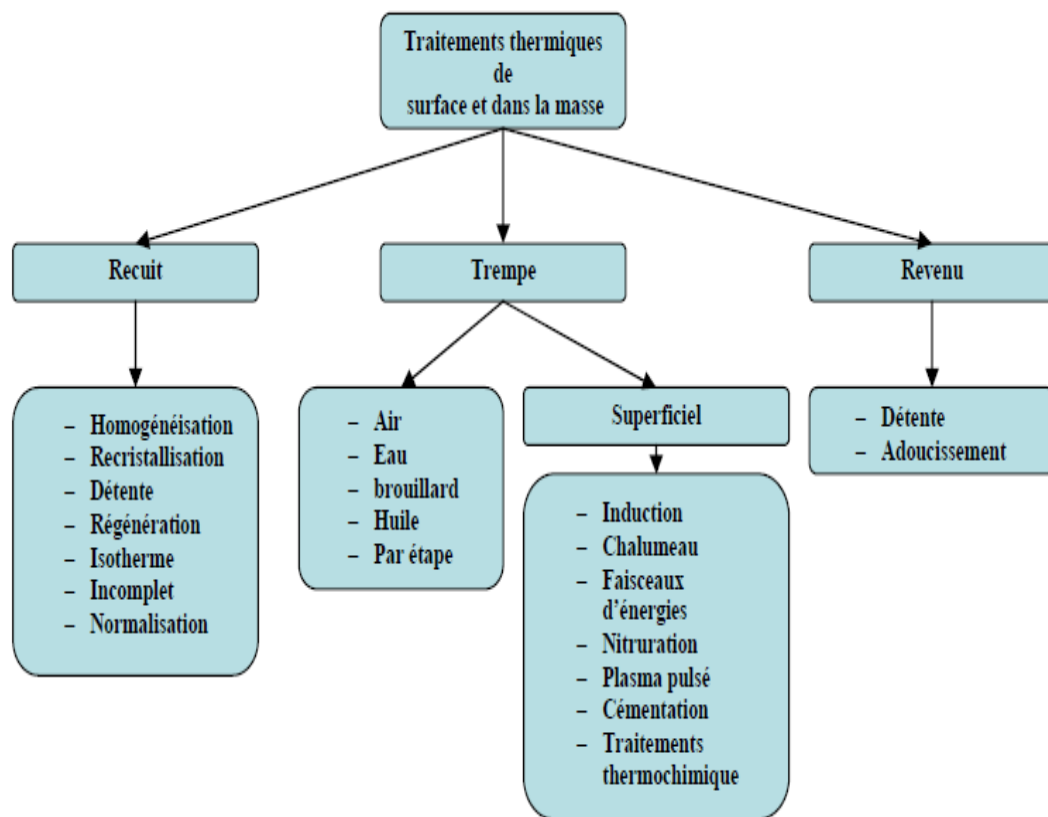 Traitements thermiques
de
surface et dans la masse
Recuit
Trempe
Revenu
– Homogénéisation
– Recristallisation
– Détente
– Régénération
– Isotherme
– Incomplet
– Normalisation
– Air
– Eau
– brouillard
– Huile
– Par étape
Superficiel
– Induction
– Chalumeau
– Faisceaux
d’énergies
– Nitruration
– Plasma pulsé
– Cémentation
– Traitements
thermochimique
– Détente
– Adoucissement